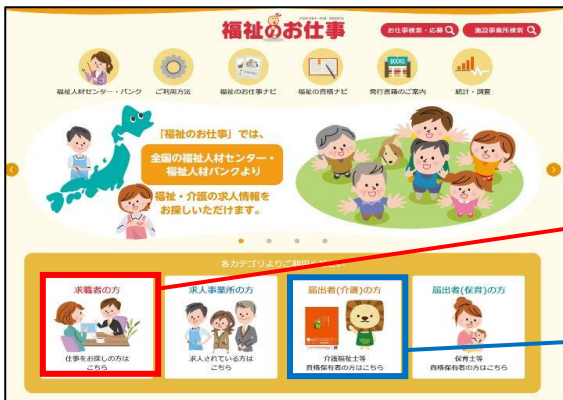 福祉のお仕事
お仕事検索・応募
施設事業所検索
福祉人材センター・バンク
ご利用方法
福祉のお仕事ナビ
福祉の資格ナビ
発行書籍のご案内
統計・調査
「福祉のお仕事」では、
全国の福祉人材センター・
福祉人材バンクより
福祉・介護の求人情報を
お探しいただけます。
求職者の方
仕事をお探しの方は
こちら
求人事業所の方
求人されている方は
こちら
届出者(介護)の方
介護福祉士等
資格保有者の方はこちら
届出者(保育)の方
保育士等
資格保有者の方はこちら